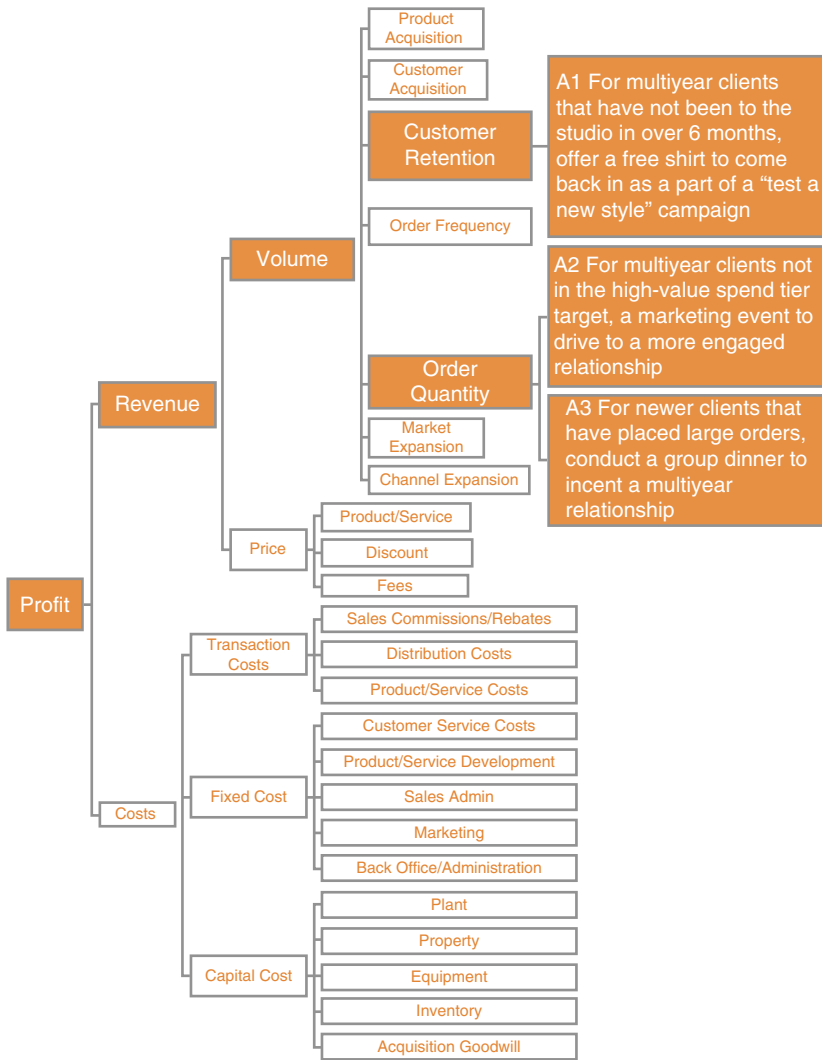 Product
Acquisition
Customer
Acquisition
Customer
Retention
A1 For multiyear clients
that have not been to the
studio in over 6 months,
offer a free shirt to come
back in as a part of a “test a
new style” campaign
Order Frequency
Volume
A2 For multiyear clients not
in the high-value spend tier
target, a marketing event to
drive to a more engaged
relationship
Order
Quantity
Revenue
A3 For newer clients that
have placed large orders,
conduct a group dinner to
incent a multiyear
relationship
Market
Expansion
Channel Expansion
Product/Service
Price
Discount
Fees
Profit
Sales Commissions/Rebates
Transaction
Costs
Distribution Costs
Product/Service Costs
Customer Service Costs
Product/Service Development
Fixed Cost
Sales Admin
Costs
Marketing
Back Office/Administration
Plant
Property
Capital Cost
Equipment
Inventory
Acquisition Goodwill